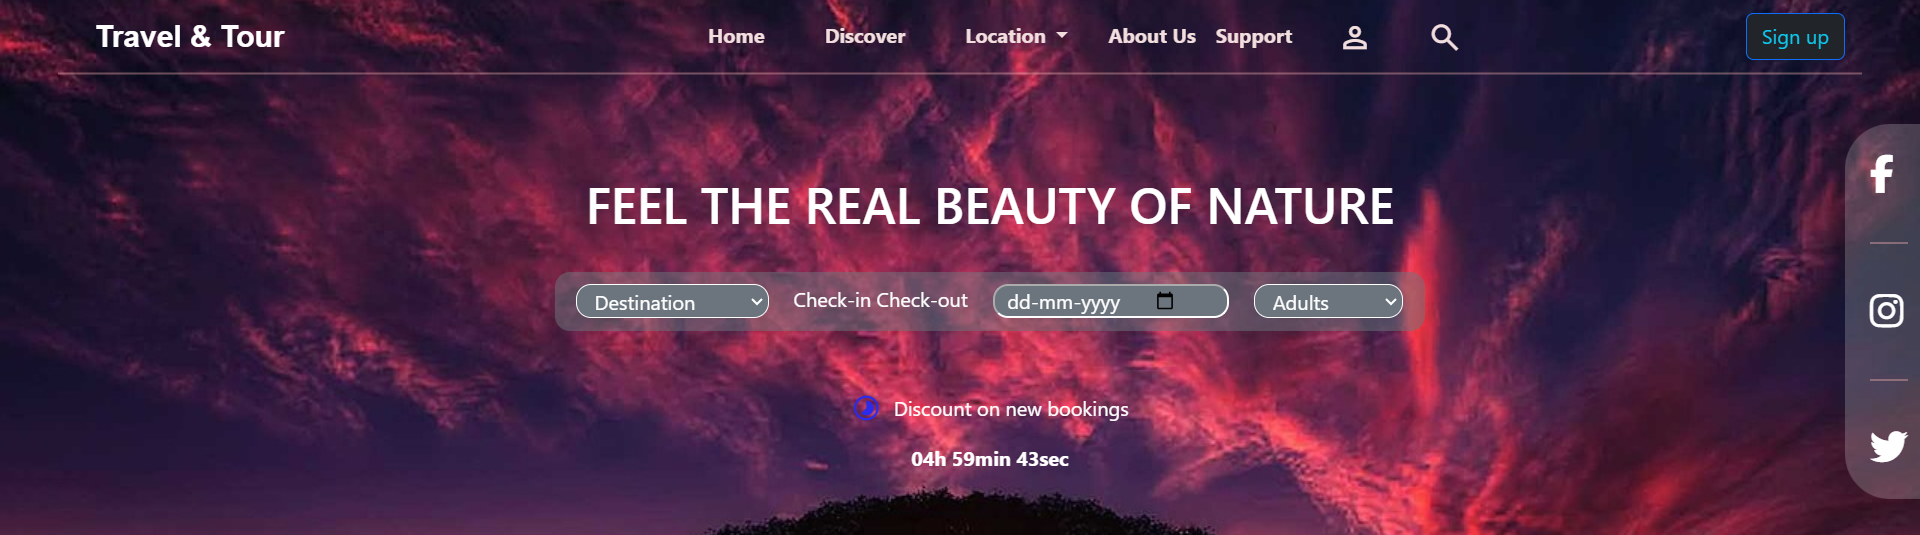 Travel & Tour Home Discover Location About Us Support Sign up
FEEL THE REAL BEAUTY OF NATURE
Destination Check-in Check-out dd-mm-yyyy Adults
Discount on new bookings
04h 59min 43sec